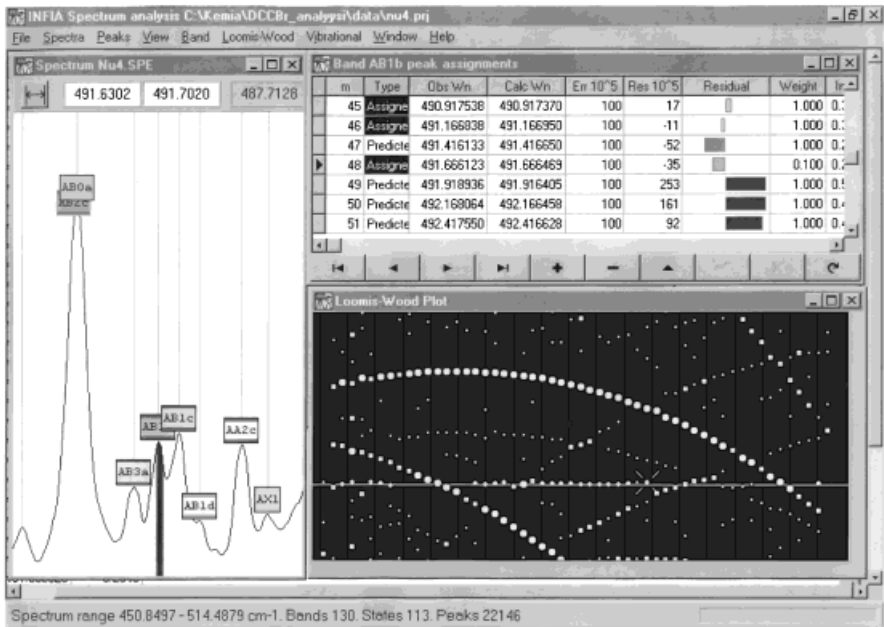 INFIA Spectrum analysis C:\Kemia\DCCBr_analyysi\data\nu4.prj
File Spectra Peaks View Band Loomis-Wood Vibrational Window Help
Spectrum Nu4.SPE
491.6302 491.7020 487.7128
AB0a
AB2c
AB1c
AA2c
AB3a
AB1d
AX1
Band AB1b peak assignments
m Type Obs Wn Calc Wn Err 10^5 Res 10^5 Residual Weight
45 Assigne 490.917538 490.917370 100 17 1.000
46 Assigne 491.166838 491.166950 100 -11 1.000
47 Predicte 491.416133 491.416650 100 -52 1.000
48 Assigne 491.666123 491.666469 100 -35 0.100
49 Predicte 491.918936 491.916405 100 253 1.000
50 Predicte 492.168064 492.166458 100 161 1.000
51 Predicte 492.417550 492.416628 100 92 1.000
Loomis-Wood Plot
Spectrum range 450.8497 - 514.4879 cm-1. Bands 130. States 113. Peaks 22146